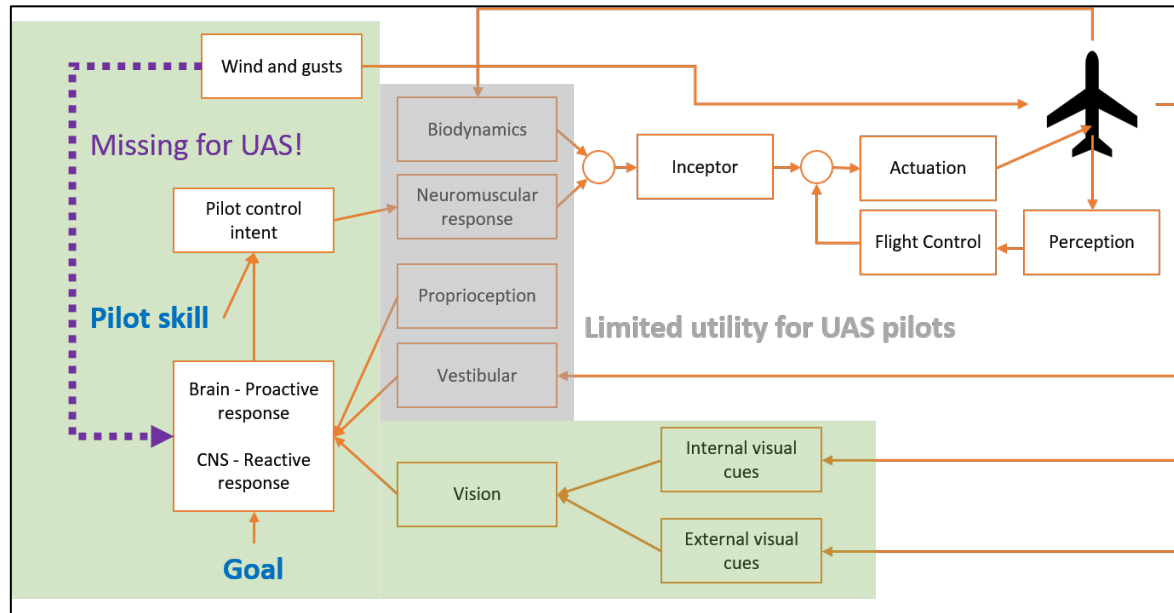 Wind and gusts
Missing for UAS!
Biodynamics
Inceptor
Actuation
Neuromuscular
response
Pilot control
intent
Flight Control
Perception
Proprioception
Pilot skill
Limited utility for UAS pilots
Vestibular
Brain - Proactive
response
CNS - Reactive
response
Internal visual
cues
Vision
External visual
cues
Goal